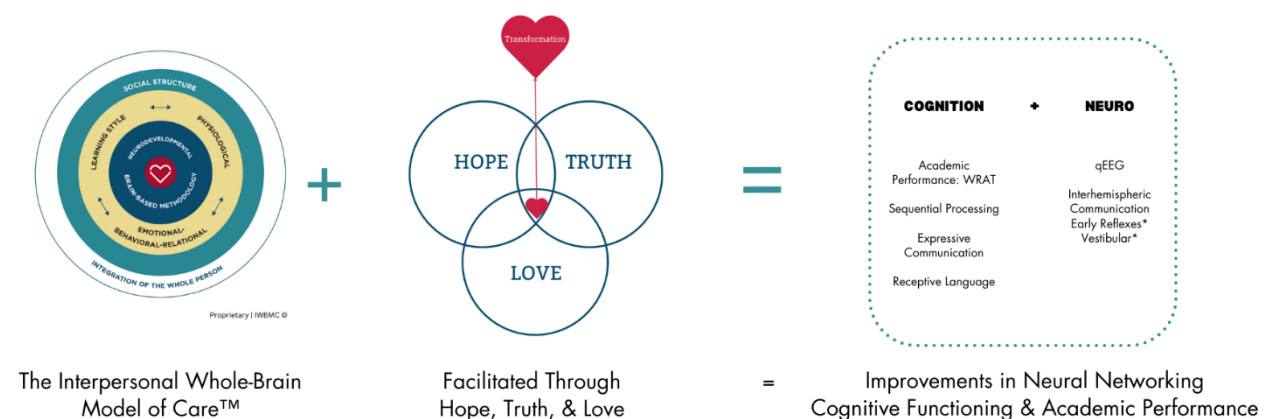 SOCIAL STRUCTURE
LEARNING STYLE
PHYSIOLOGICAL
NEURODEVELOPMENTAL
BRAIN-BASED METHODOLOGY
EMOTIONAL-
BEHAVIORAL-RELATIONAL
INTEGRATION OF THE WHOLE PERSON
Proprietary | IWBMC ©
+
Transformation
HOPE
TRUTH
LOVE
=
COGNITION + NEURO
Academic
Performance: WRAT
Sequential Processing
Expressive
Communication
Receptive Language
qEEG
Interhemispheric
Communication
Early Reflexes*
Vestibular*
The Interpersonal Whole-Brain
Model of Care™
Facilitated Through
Hope, Truth, & Love
=
Improvements in Neural Networking
Cognitive Functioning & Academic Performance